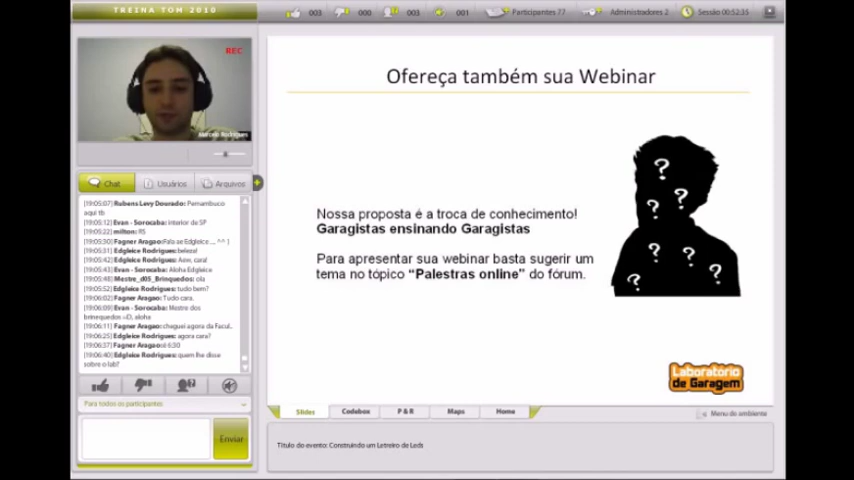 TREINA TOM 2010
003
000
003
001
Participantes 77
Administradores 2
Sessão 00:52:35
REC
Marcelo Rodrigues
Chat
Usuários
Arquivos
[19:05:07] Rubens Levy Dourado: Pernambuco
aqui tb
[19:05:12] Evan - Sorocaba: interior de SP
[19:05:22] milton: RS
[19:05:30] Fagner Aragao: Fala ae Edgleice .... ^^ ]
[19:05:31] Edgleice Rodrigues: beleza!
[19:05:42] Edgleice Rodrigues: Aew, cara!
[19:05:43] Evan - Sorocaba: Aloha Edgleice
[19:05:48] Mestre_d05_Brinquedos: ola
[19:05:52] Edgleice Rodrigues: tudo bem?
[19:06:02] Fagner Aragao: Tudo cara.
[19:06:09] Evan - Sorocaba: Mestre dos
brinequedos =D, aloha
[19:06:11] Fagner Aragao: cheguei agora da Facul..
[19:06:25] Edgleice Rodrigues: agora cara?
[19:06:37] Fagner Aragao: é 6:30
[19:06:40] Edgleice Rodrigues: quem lhe disse
sobre o lab?
Para todos os participantes
Enviar
Ofereça também sua Webinar
Nossa proposta é a troca de conhecimento!
Garagistas ensinando Garagistas
Para apresentar sua webinar basta sugerir um
tema no tópico “Palestras online” do fórum.
? ? ? ? ? ? ?
Laboratorio
de Garagem
Slides
Codebox
P & R
Maps
Home
Menu do ambiente
Título do evento: Construindo um Letreiro de Leds